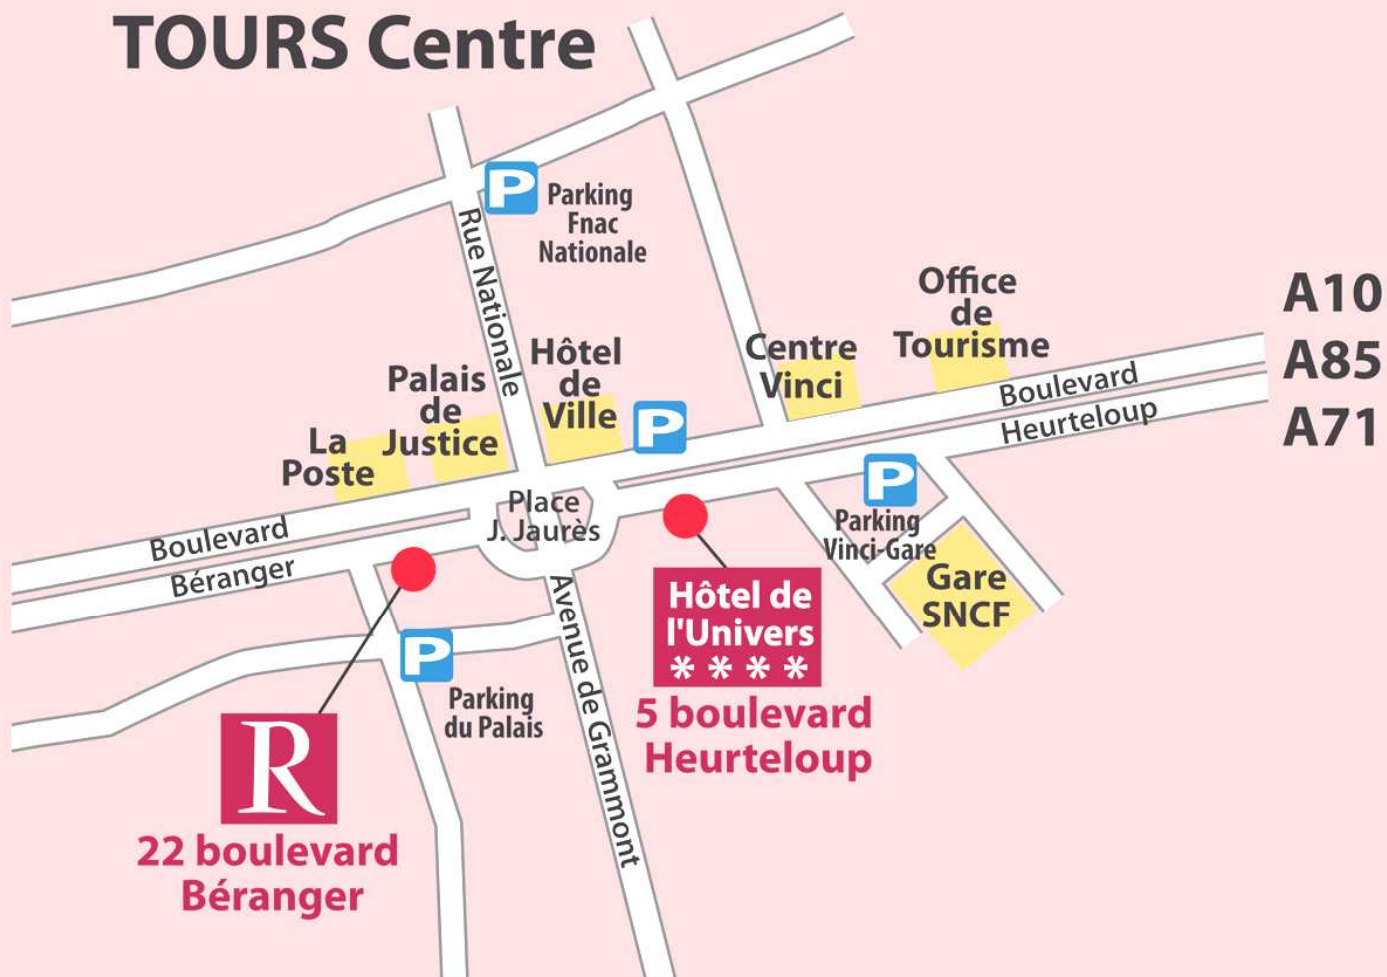 TOURS Centre
P
Parking
Fnac
Nationale
Rue Nationale
Office
de
Tourisme
A10
A85
A71
Centre
Vinci
Hôtel
de
Ville
P
Palais
de
Justice
La
Poste
Boulevard
Heurteloup
Place
J. Jaurès
Boulevard
Béranger
P
Parking
Vinci-Gare
Gare
SNCF
Hôtel de
l'Univers
* * * *
5 boulevard
Heurteloup
Avenue de Grammont
P
Parking
du Palais
R
22 boulevard
Béranger